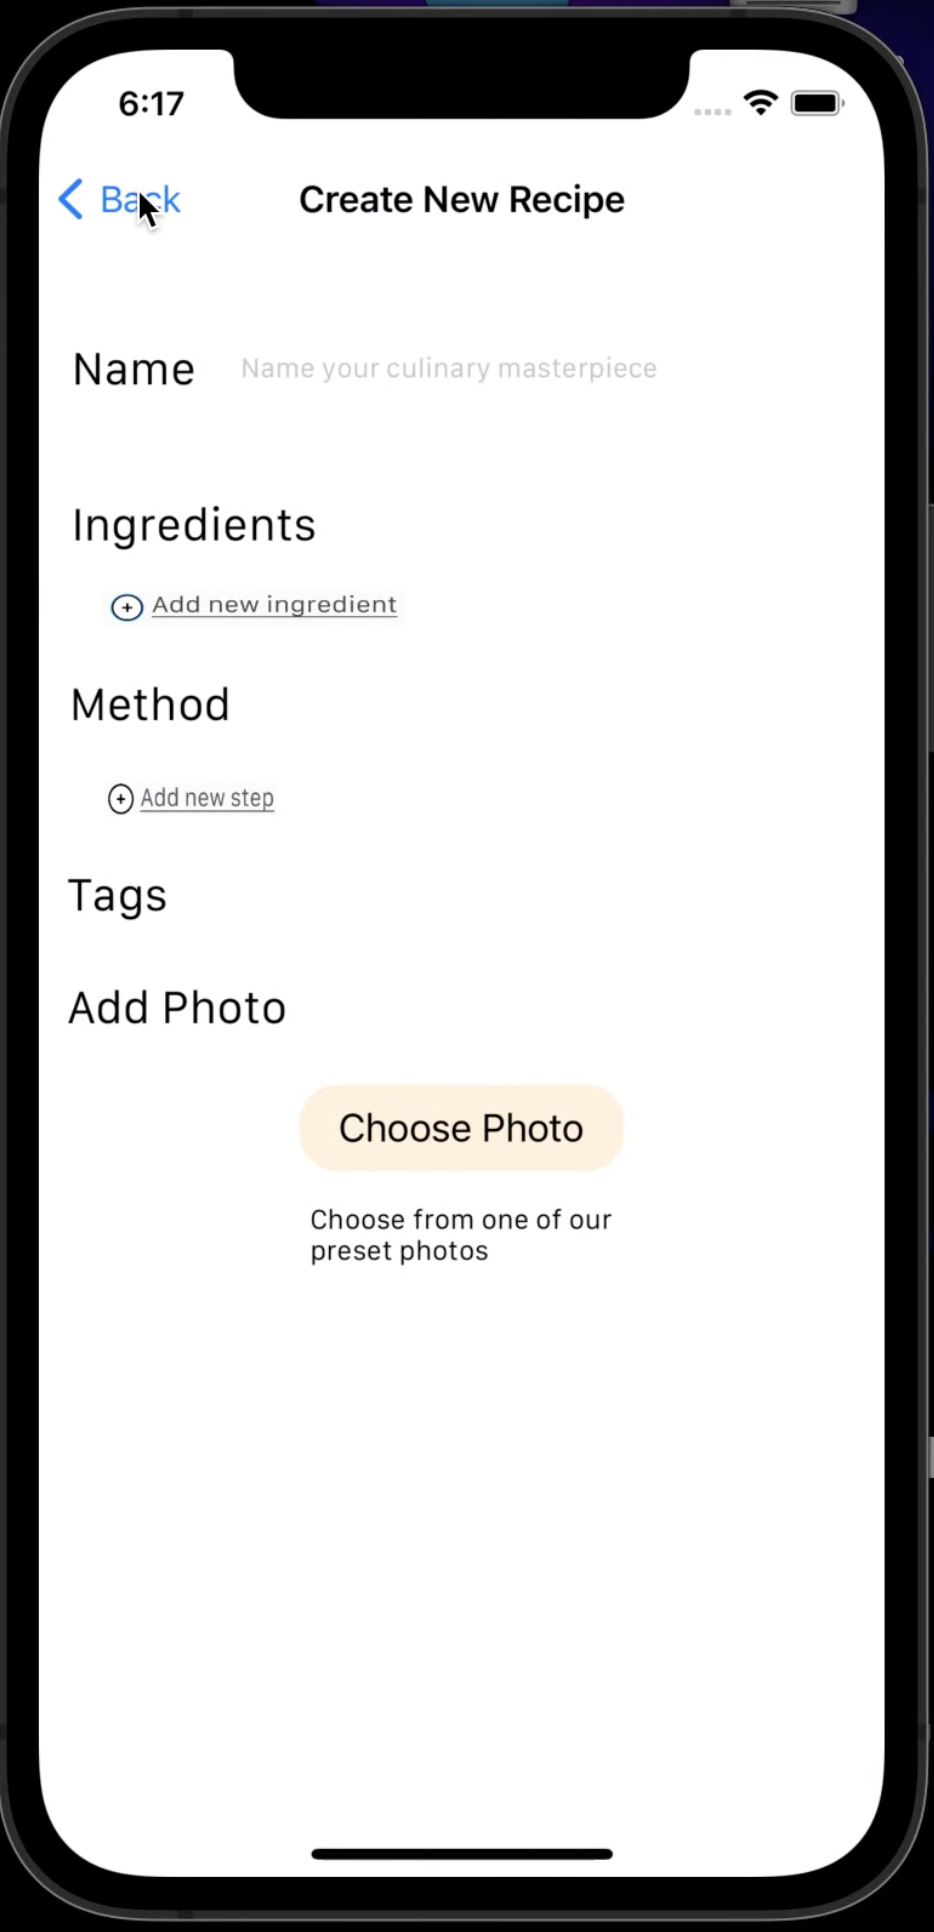 6:17
Back
Create New Recipe
Name
Name your culinary masterpiece
Ingredients
Add new ingredient
Method
Add new step
Tags
Add Photo
Choose Photo
Choose from one of our
preset photos